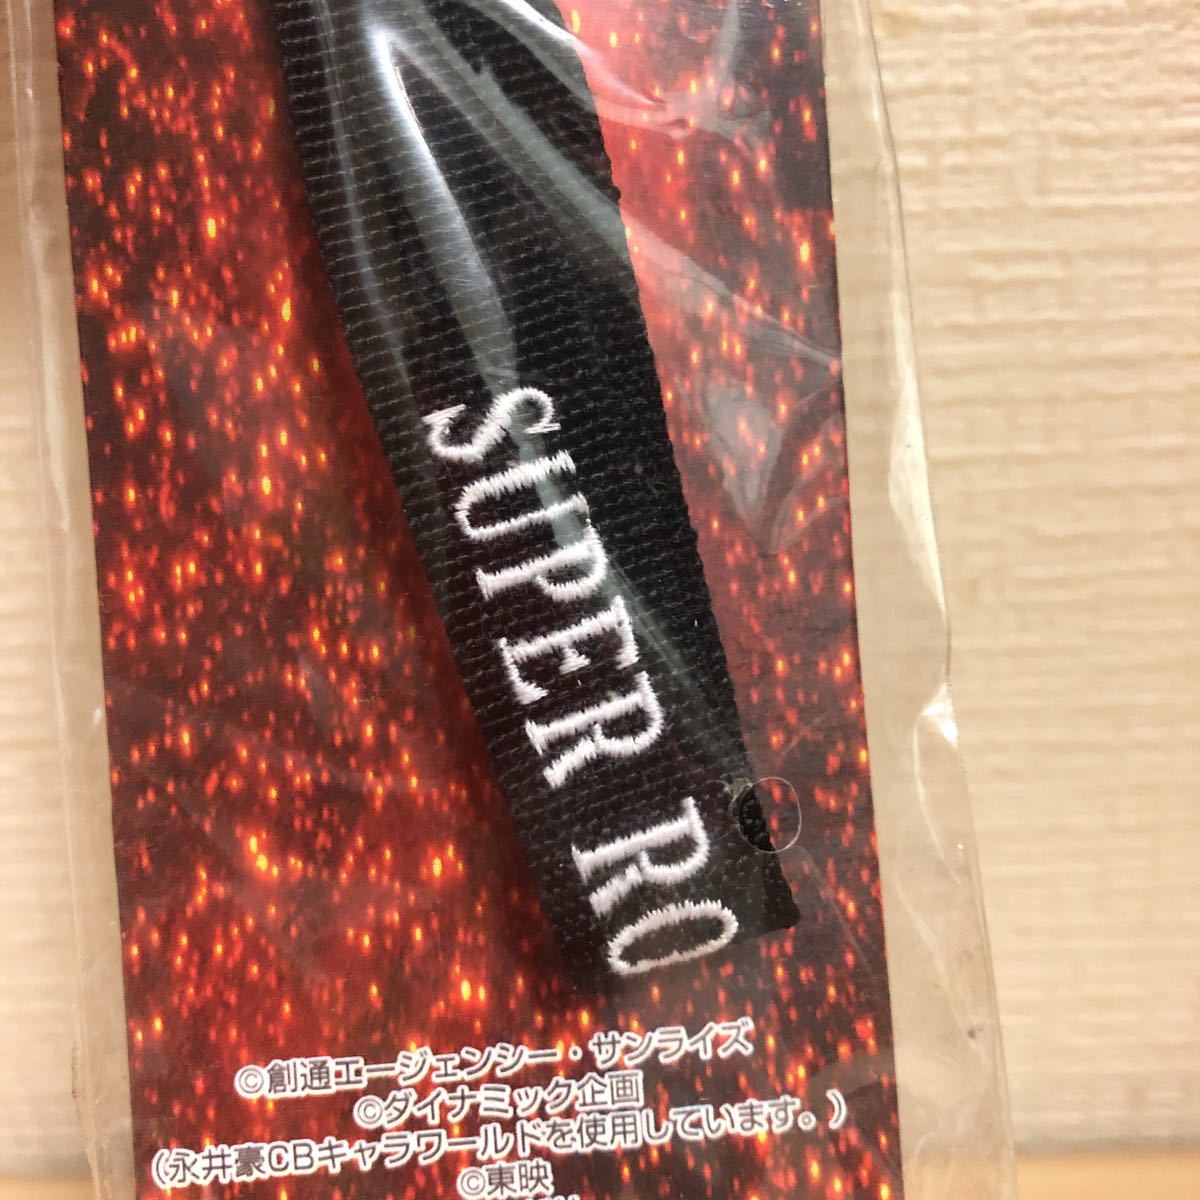 SUPER RO
©創通エージェンシー・サンライズ
©ダイナミック企画
(永井豪CBキャラワールドを使用しています。)
©東映